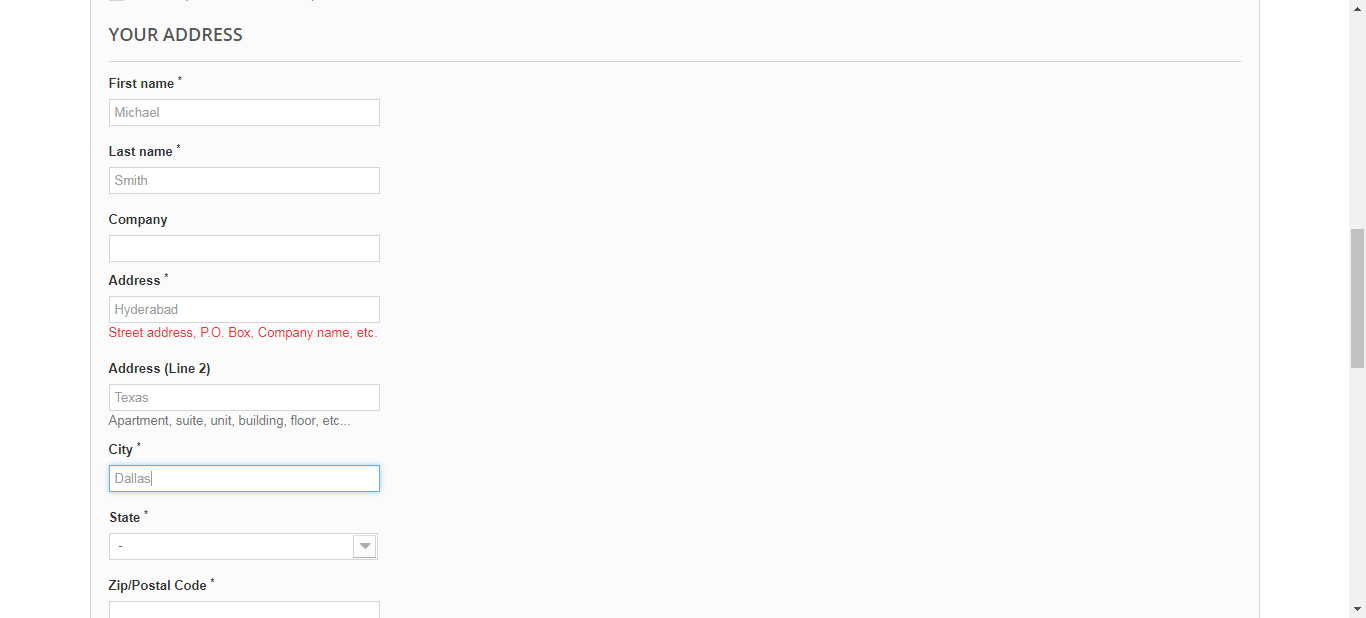 YOUR ADDRESS
First name *
Michael
Last name *
Smith
Company
Address *
Hyderabad
Street address, P.O. Box, Company name, etc.
Address (Line 2)
Texas
Apartment, suite, unit, building, floor, etc...
City *
Dallas
State *
-
Zip/Postal Code *